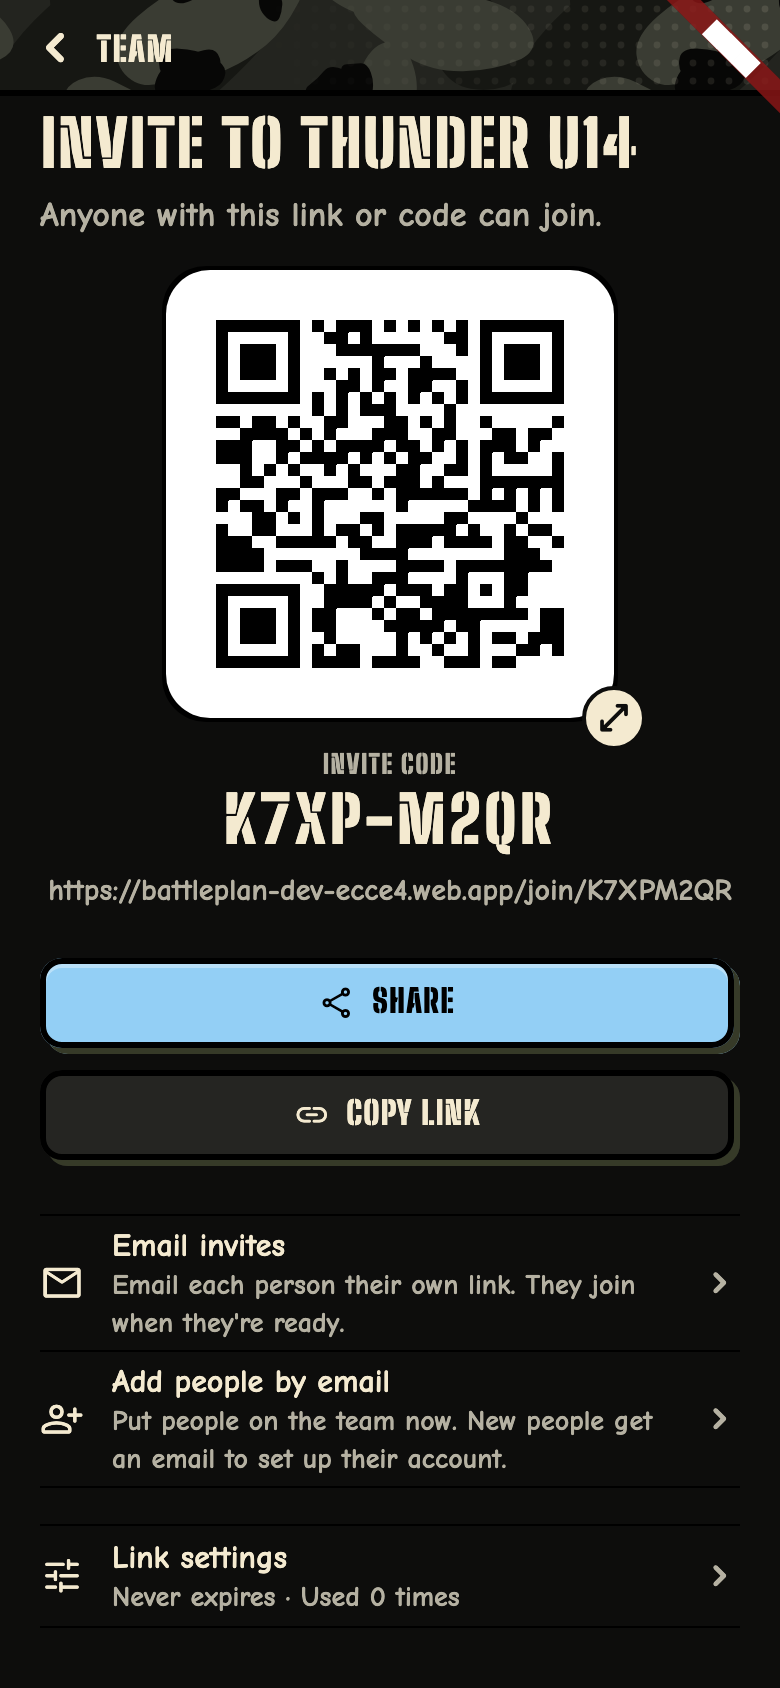 TEAM
INVITE TO THUNDER U14
Anyone with this link or code can join.
INVITE CODE
K7XP-M2QR
https://battleplan-dev-ecce4.web.app/join/K7XPM2QR
SHARE
COPY LINK
Email invites
Email each person their own link. They join
when they're ready.
Add people by email
Put people on the team now. New people get
an email to set up their account.
Link settings
Never expires · Used 0 times